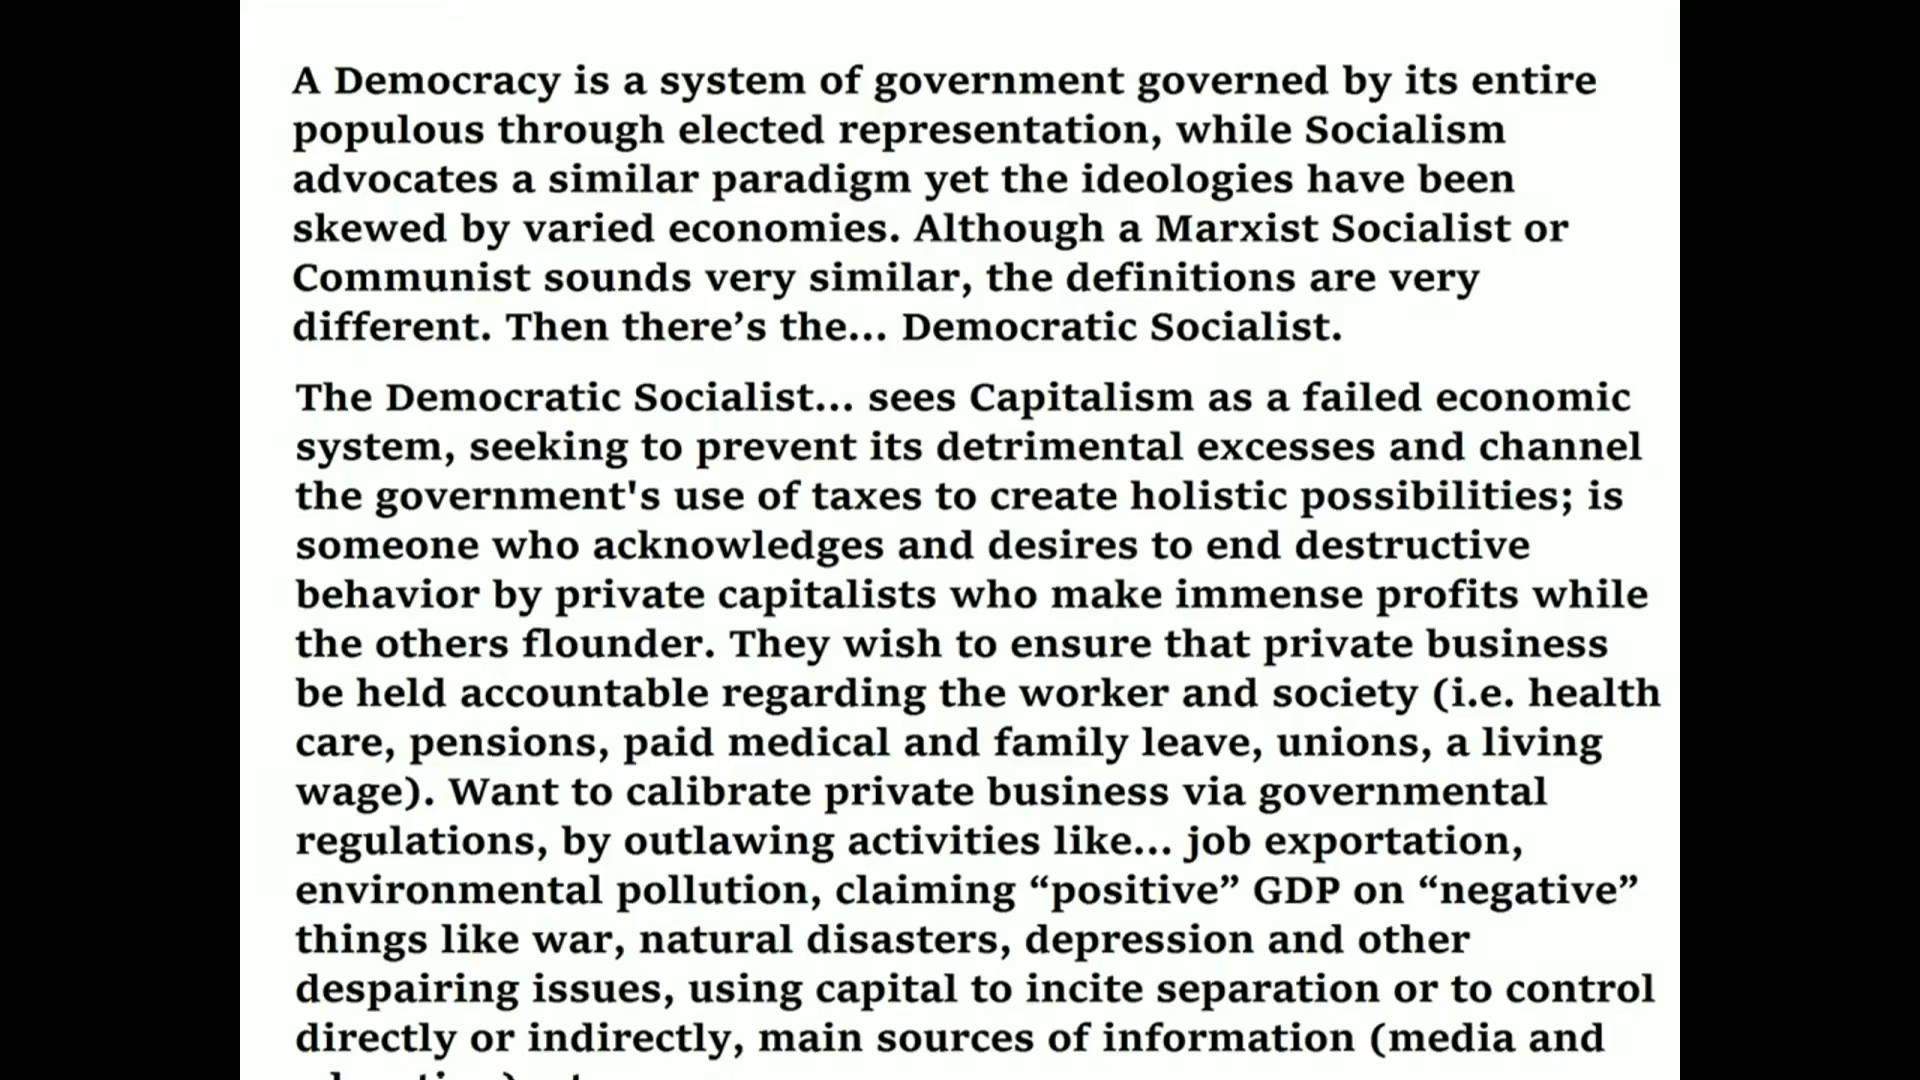 A Democracy is a system of government governed by its entire
populous through elected representation, while Socialism
advocates a similar paradigm yet the ideologies have been
skewed by varied economies. Although a Marxist Socialist or
Communist sounds very similar, the definitions are very
different. Then there’s the... Democratic Socialist.
The Democratic Socialist... sees Capitalism as a failed economic
system, seeking to prevent its detrimental excesses and channel
the government's use of taxes to create holistic possibilities; is
someone who acknowledges and desires to end destructive
behavior by private capitalists who make immense profits while
the others flounder. They wish to ensure that private business
be held accountable regarding the worker and society (i.e. health
care, pensions, paid medical and family leave, unions, a living
wage). Want to calibrate private business via governmental
regulations, by outlawing activities like... job exportation,
environmental pollution, claiming “positive” GDP on “negative”
things like war, natural disasters, depression and other
despairing issues, using capital to incite separation or to control
directly or indirectly, main sources of information (media and